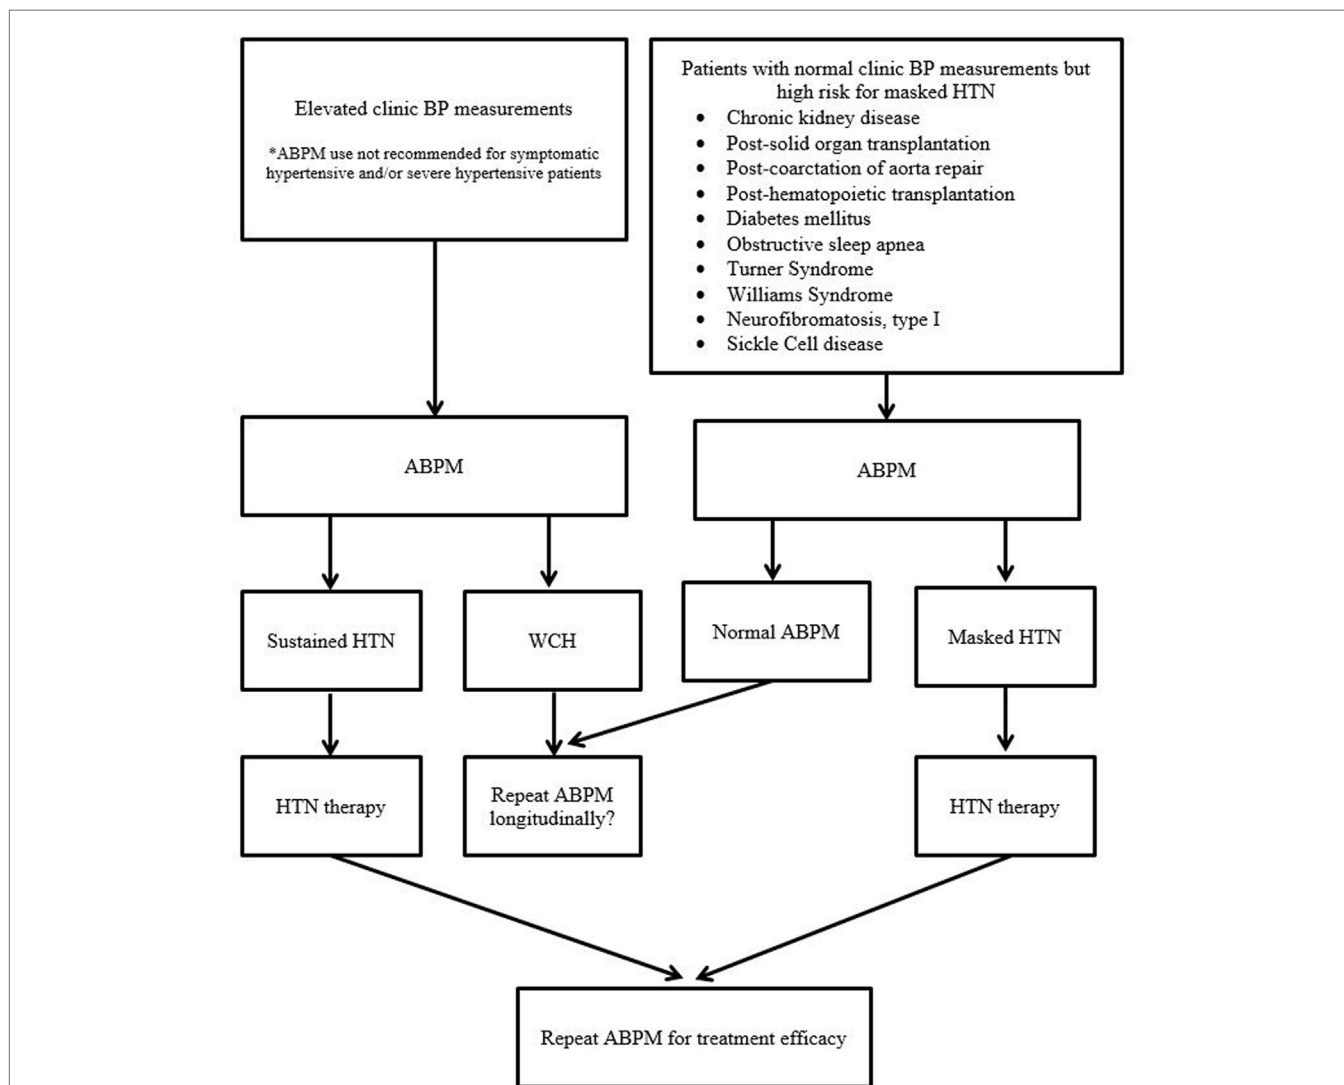 Elevated clinic BP measurements
*ABPM use not recommended for symptomatic
hypertensive and/or severe hypertensive patients
Patients with normal clinic BP measurements but
high risk for masked HTN
• Chronic kidney disease
• Post-solid organ transplantation
• Post-coarctation of aorta repair
• Post-hematopoietic transplantation
• Diabetes mellitus
• Obstructive sleep apnea
• Turner Syndrome
• Williams Syndrome
• Neurofibromatosis, type I
• Sickle Cell disease
ABPM
ABPM
Sustained HTN
WCH
Normal ABPM
Masked HTN
HTN therapy
Repeat ABPM
longitudinally?
HTN therapy
Repeat ABPM for treatment efficacy